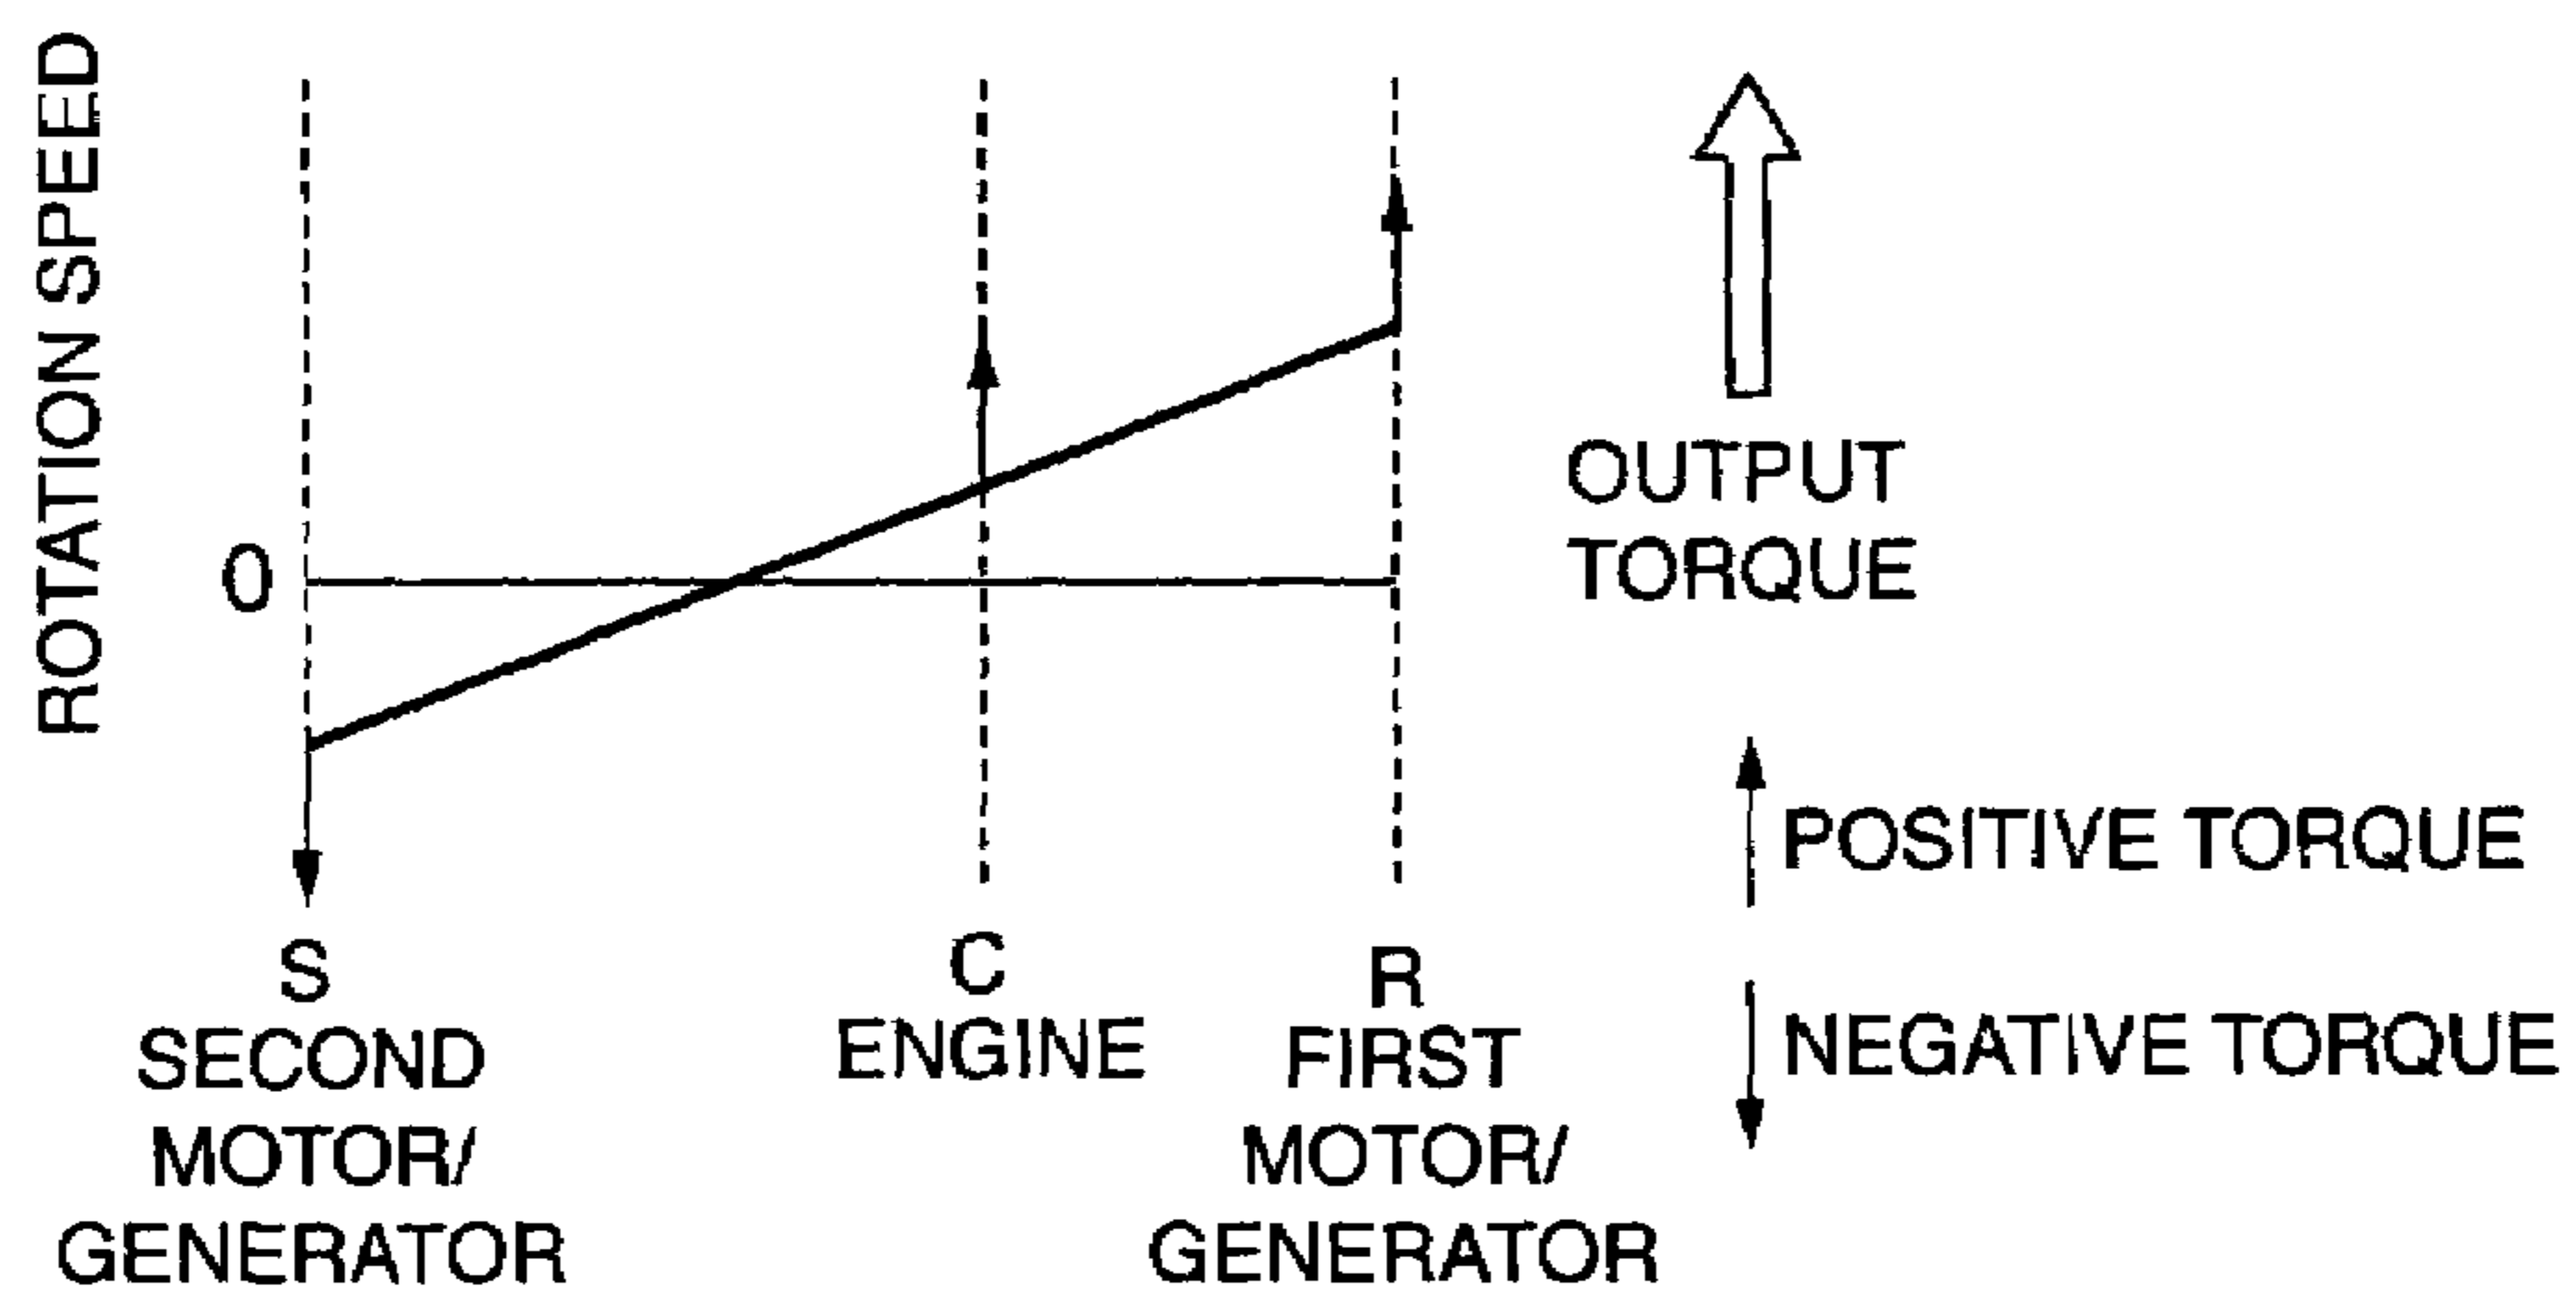 ROTATION SPEED
0
OUTPUT
TORQUE
POSITIVE TORQUE
NEGATIVE TORQUE
S
SECOND
MOTOR/
GENERATOR
C
ENGINE
R
FIRST
MOTOR/
GENERATOR